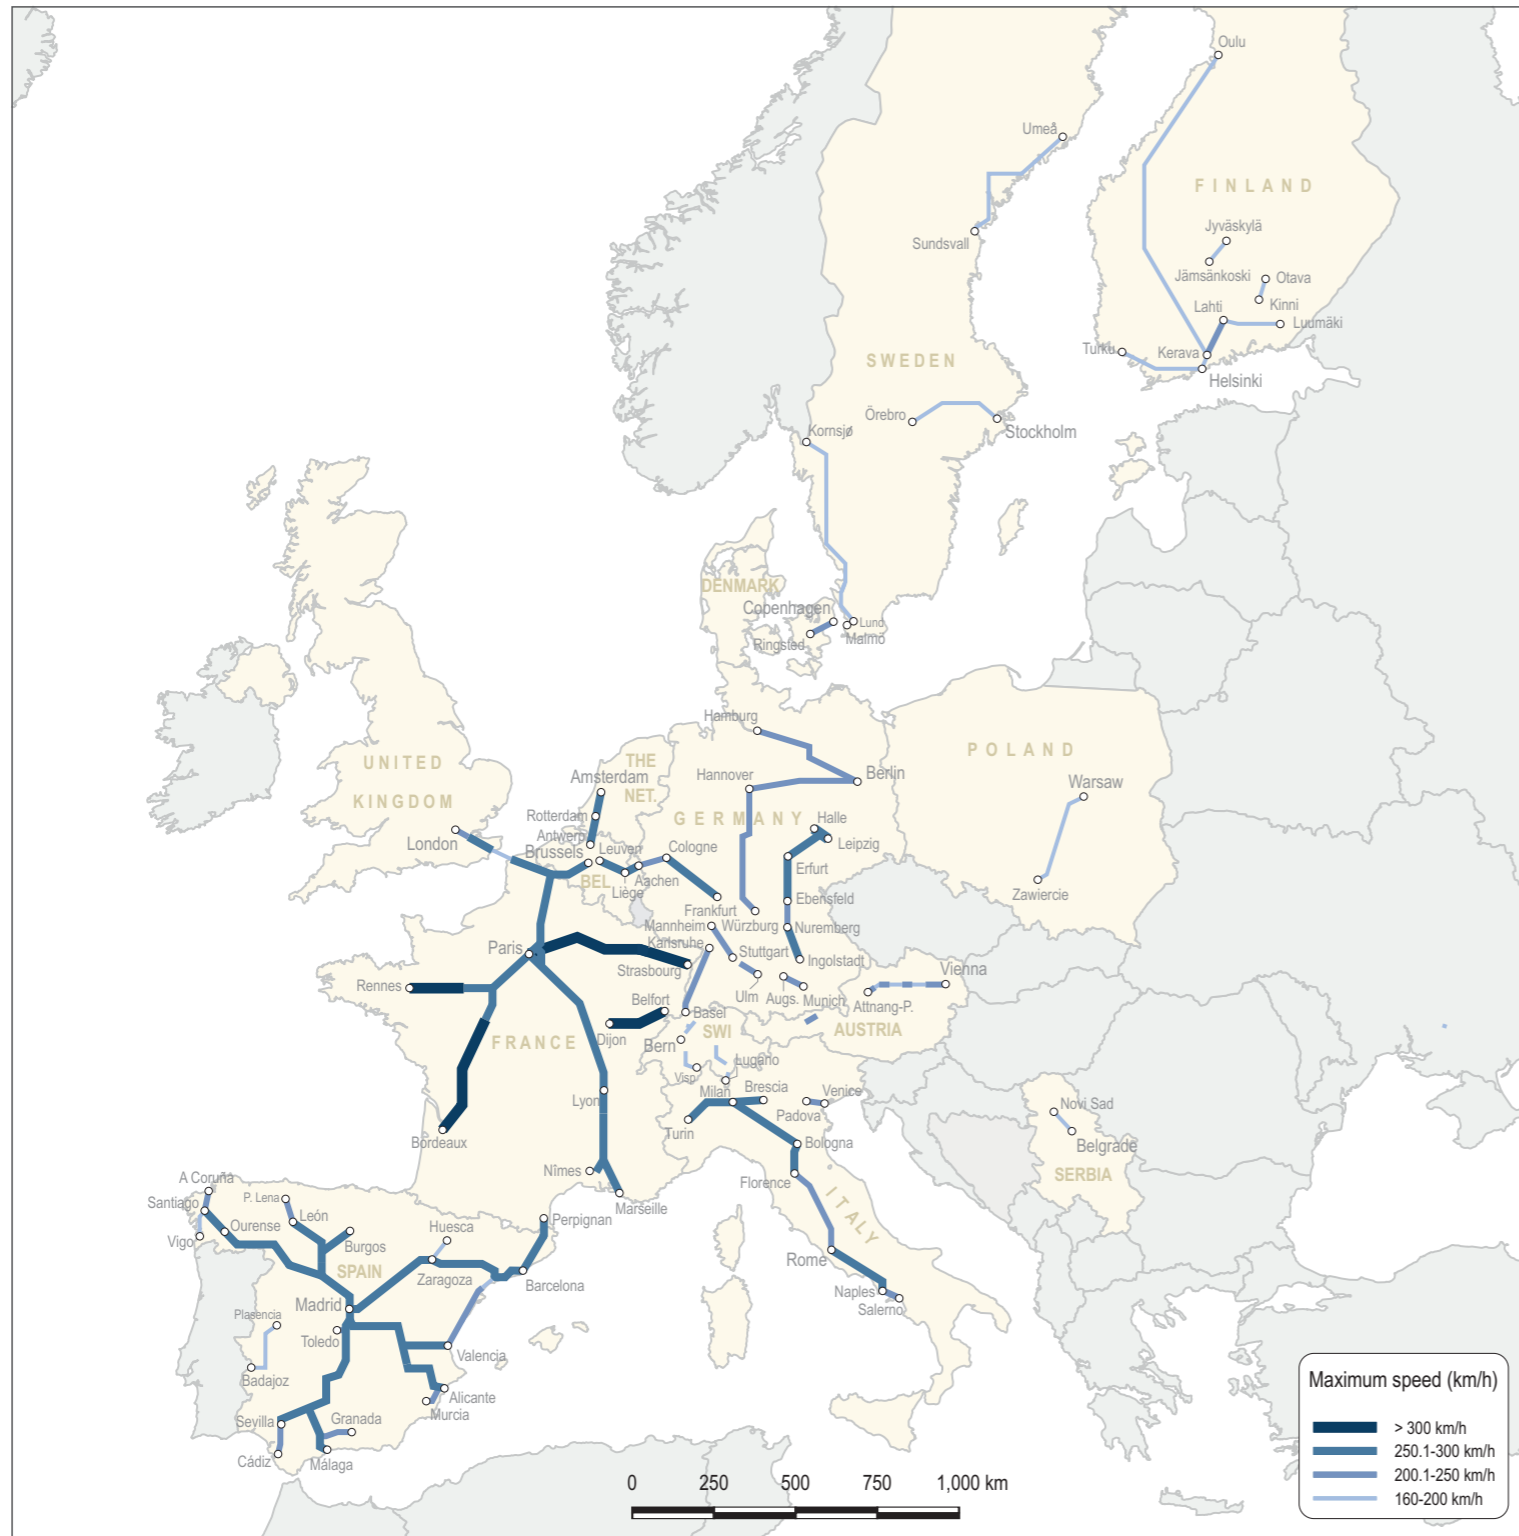 Oulu
Umeå
FINLAND
Jyväskylä
Sundsvall
Jämsänkoski
Otava
Kinni
Lahti
Luumäki
Turku
Kerava
Helsinki
SWEDEN
Örebro
Stockholm
Kornsjø
DENMARK
Copenhagen
Lund
Ringsted
Malmö
Hamburg
POLAND
UNITED
KINGDOM
THE
NET.
Amsterdam
Hannover
Berlin
Warsaw
Rotterdam
GERMANY
Halle
Antwerp
Leipzig
London
Brussels
Leuven
Cologne
Erfurt
BEL.
Aachen
Liège
Zawiercie
Ebensfeld
Frankfurt
Mannheim
Würzburg
Nuremberg
Paris
Karlsruhe
Stuttgart
Ingolstadt
Strasbourg
Vienna
Rennes
Ulm
Augs.
Munich
Attnang-P.
Belfort
Basel
FRANCE
Dijon
Bern
SWI
AUSTRIA
Lugano
Visp
Lyon
Milan
Brescia
Venice
Padova
Novi Sad
Turin
Belgrade
Bordeaux
Bologna
SERBIA
Nîmes
Florence
ITALY
Marseille
A Coruña
Santiago
P. Lena
León
Ourense
Perpignan
Huesca
Vigo
Burgos
SPAIN
Zaragoza
Barcelona
Rome
Madrid
Naples
Salerno
Plasencia
Toledo
Valencia
Badajoz
Alicante
Murcia
Sevilla
Granada
Cádiz
Málaga
0 250 500 750 1,000 km
Maximum speed (km/h)
> 300 km/h
250.1-300 km/h
200.1-250 km/h
160-200 km/h